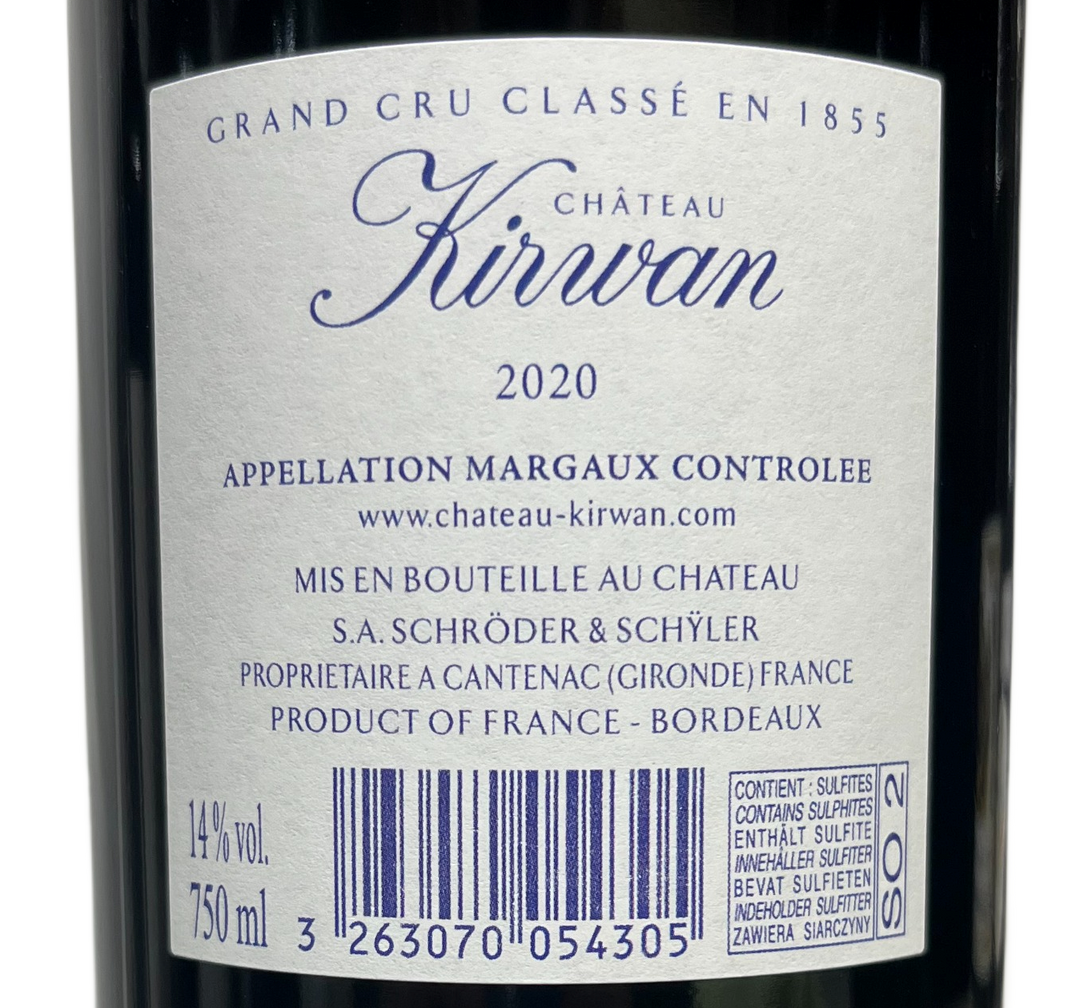 GRAND CRU CLASSÉ EN 1855
CHÂTEAU
Kirwan
2020
APPELLATION MARGAUX CONTROLEE
www.chateau-kirwan.com
MIS EN BOUTEILLE AU CHATEAU
S.A. SCHRÖDER & SCHŸLER
PROPRIETAIRE A CANTENAC (GIRONDE) FRANCE
PRODUCT OF FRANCE - BORDEAUX
14% vol.
750 ml
3 263070 054305
CONTIENT : SULFITES
CONTAINS SULPHITES
ENTHÄLT SULFITE
INNEHÅLLER SULFITER
BEVAT SULFIETEN
INDEHOLDER SULFITTER
ZAWIERA SIARCZYNY
SO 2